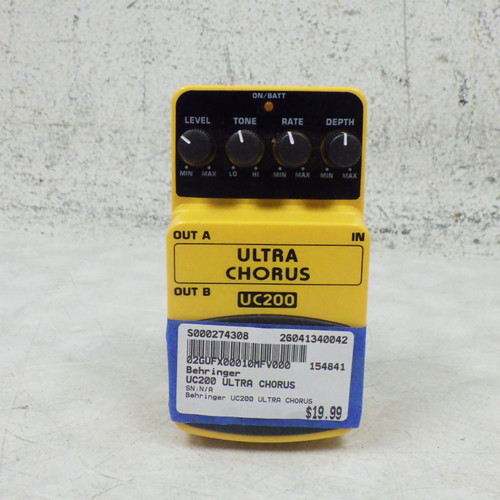 ON/BATT
LEVEL TONE RATE DEPTH
MIN MAX LO HI MIN MAX MIN MAX
OUT A IN
ULTRA
CHORUS
OUT B
UC200
S000274308 26041340042
02GUFX00010MFV000 154841
Behringer
UC200 ULTRA CHORUS
SN:N/A
Behringer UC200 ULTRA CHORUS
$19.99